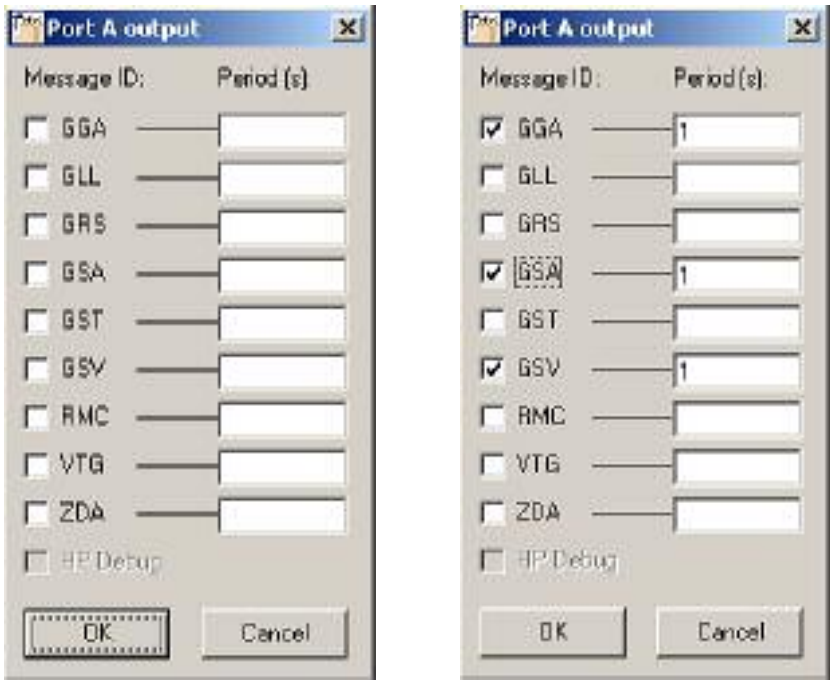 Port A output
Message ID: Period (s)
GGA
GLL
GRS
GSA
GST
GSV
RMC
VTG
ZDA
HP Debug
OK Cancel
Port A output
Message ID: Period (s):
GGA 1
GLL
GRS
GSA 1
GST
GSV 1
RMC
VTG
ZDA
HP Debug
OK Cancel